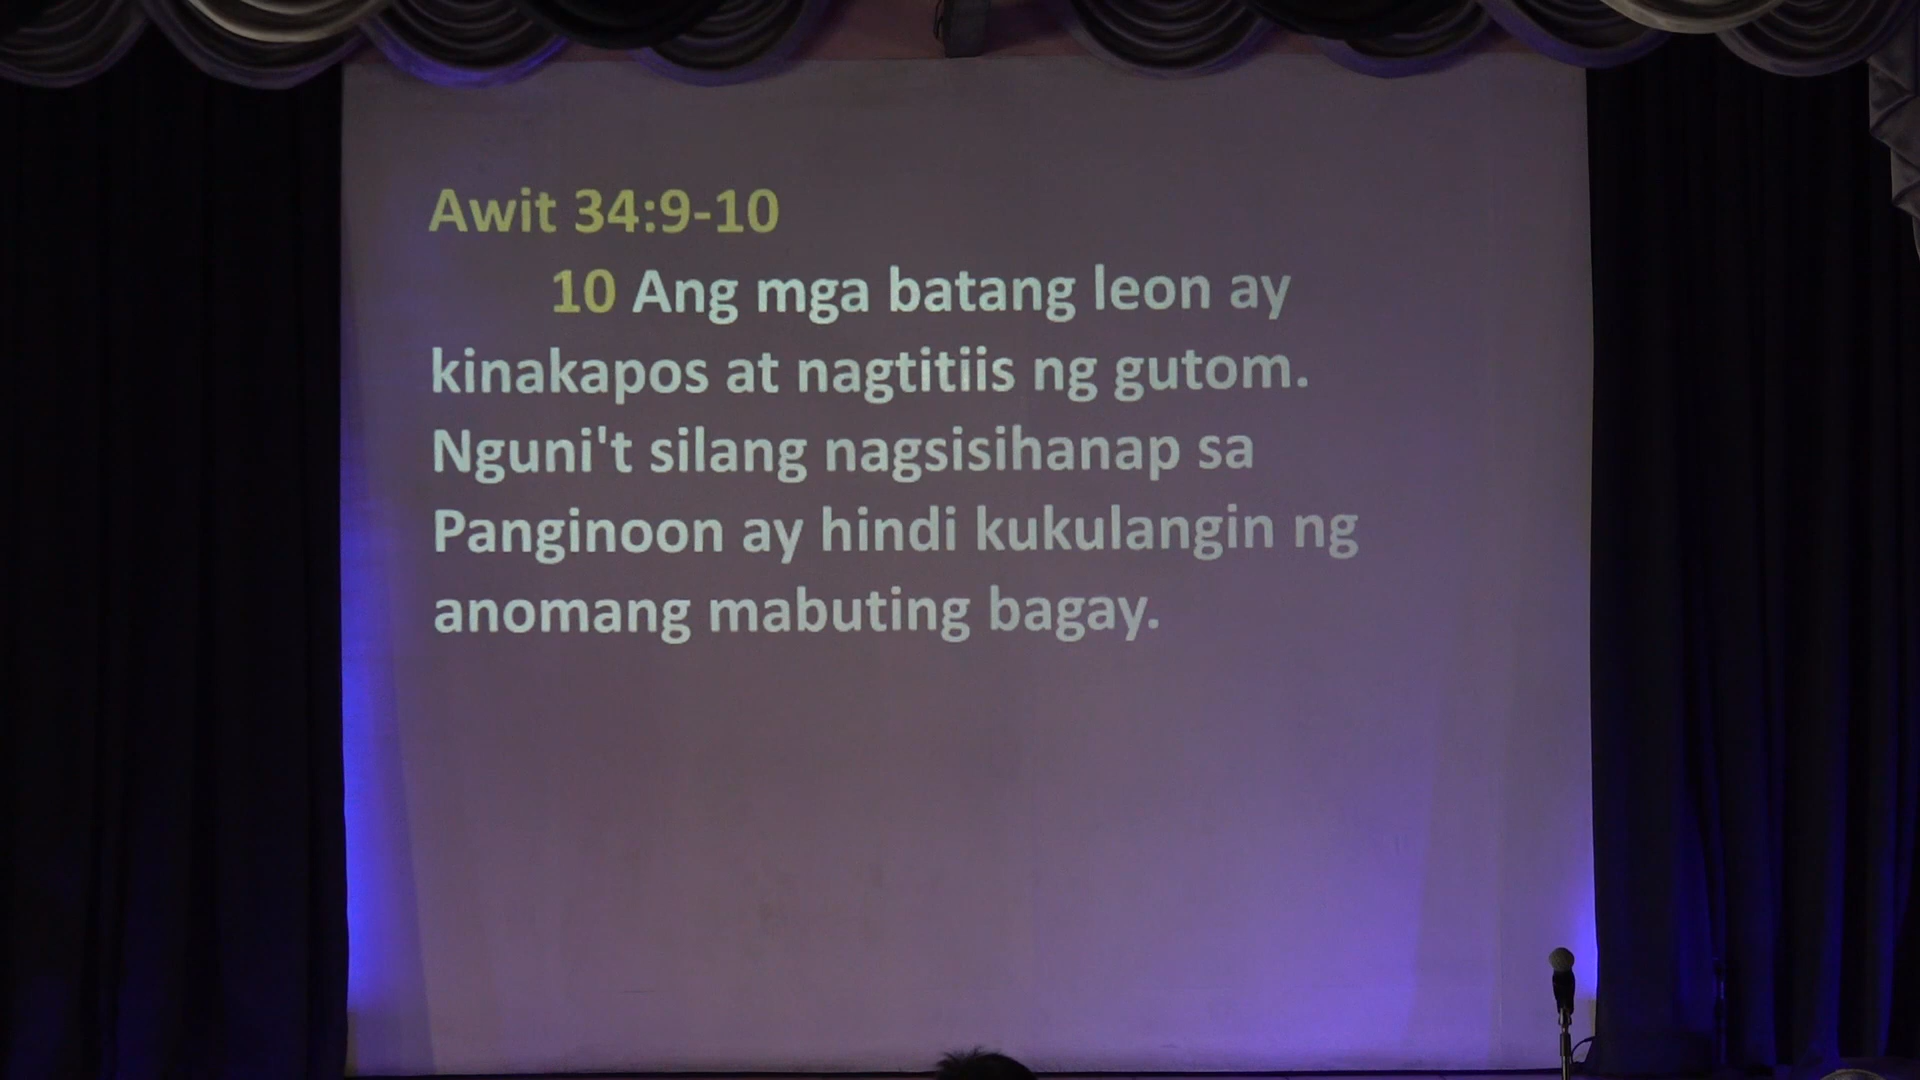 Awit 34:9-10
10 Ang mga batang leon ay
kinakapos at nagtitiis ng gutom.
Nguni't silang nagsisihanap sa
Panginoon ay hindi kukulangin ng
anomang mabuting bagay.